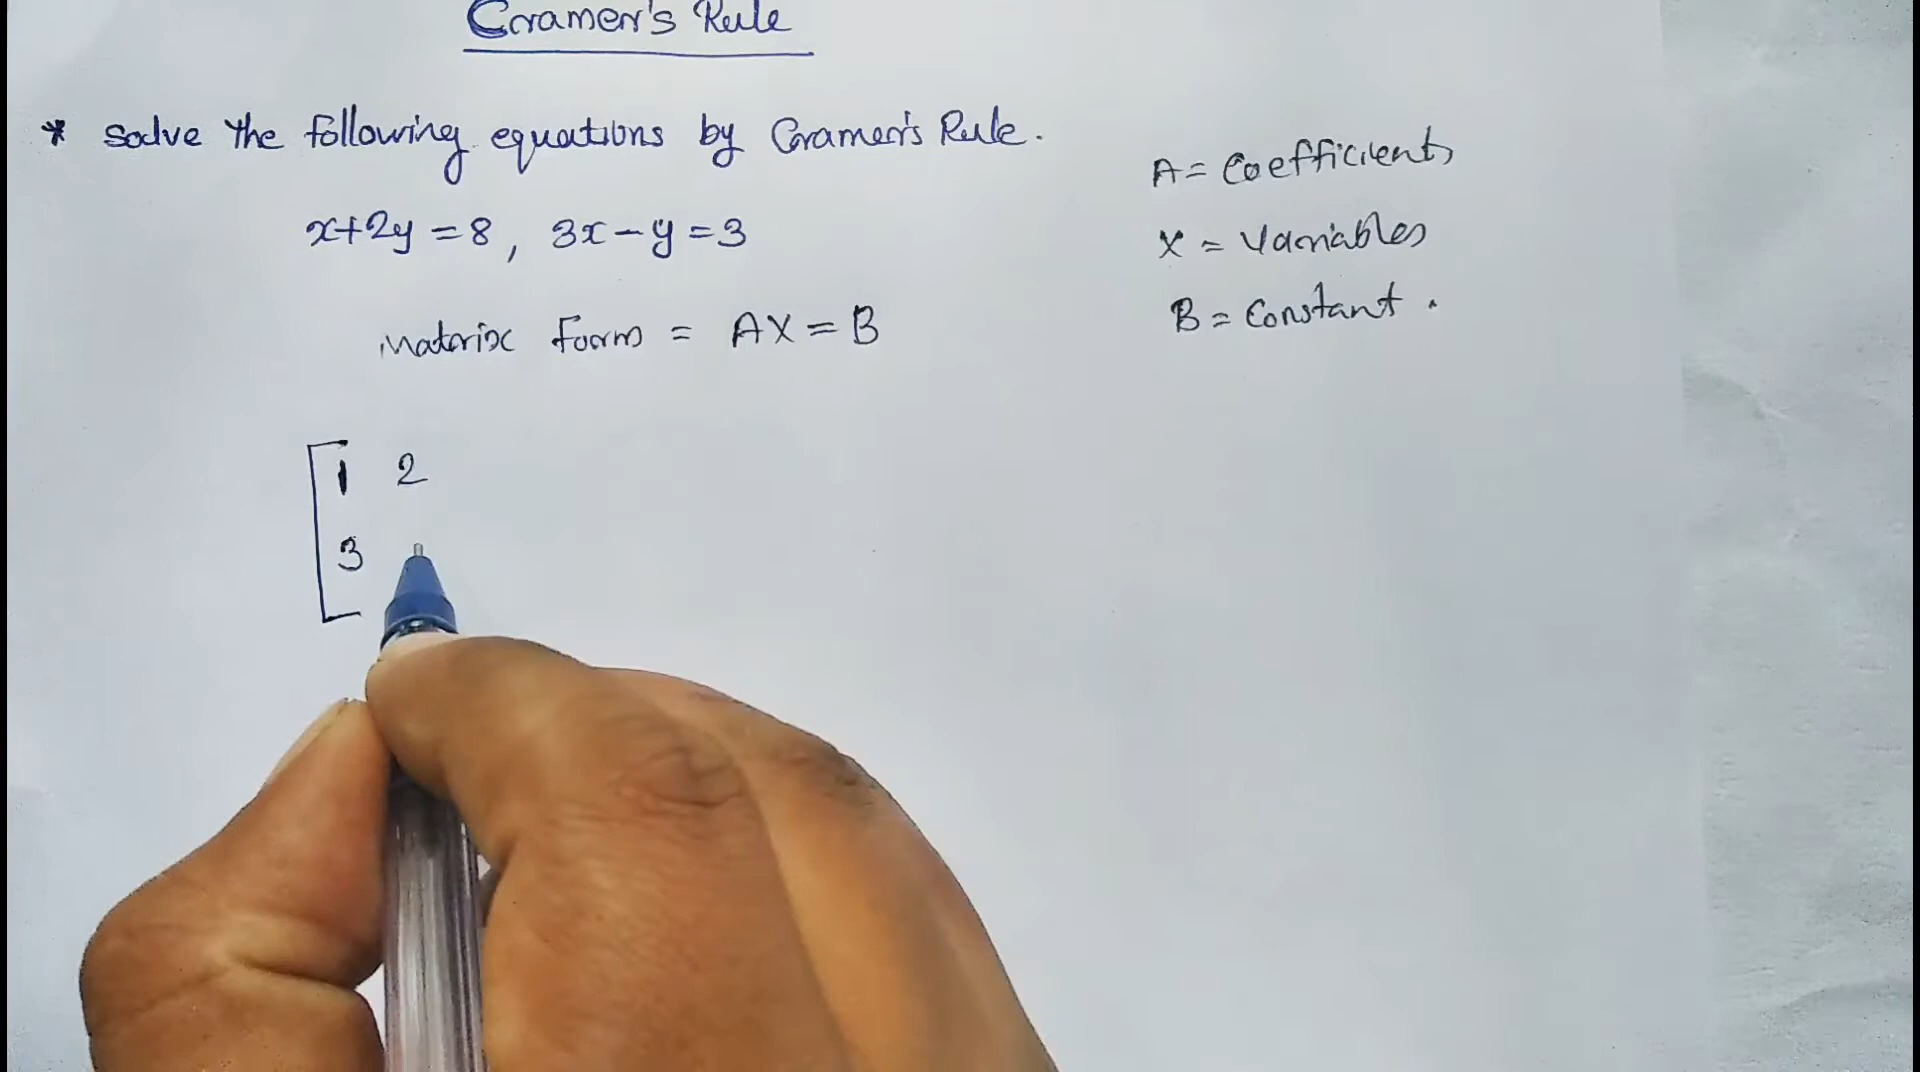 Cramer's Rule
* Solve the following equations by Cramer's Rule.
x+2y=8, 3x-y=3
Matrix Form = AX=B
A= Coefficients
X = Variables
B = Constant.
1 2
3